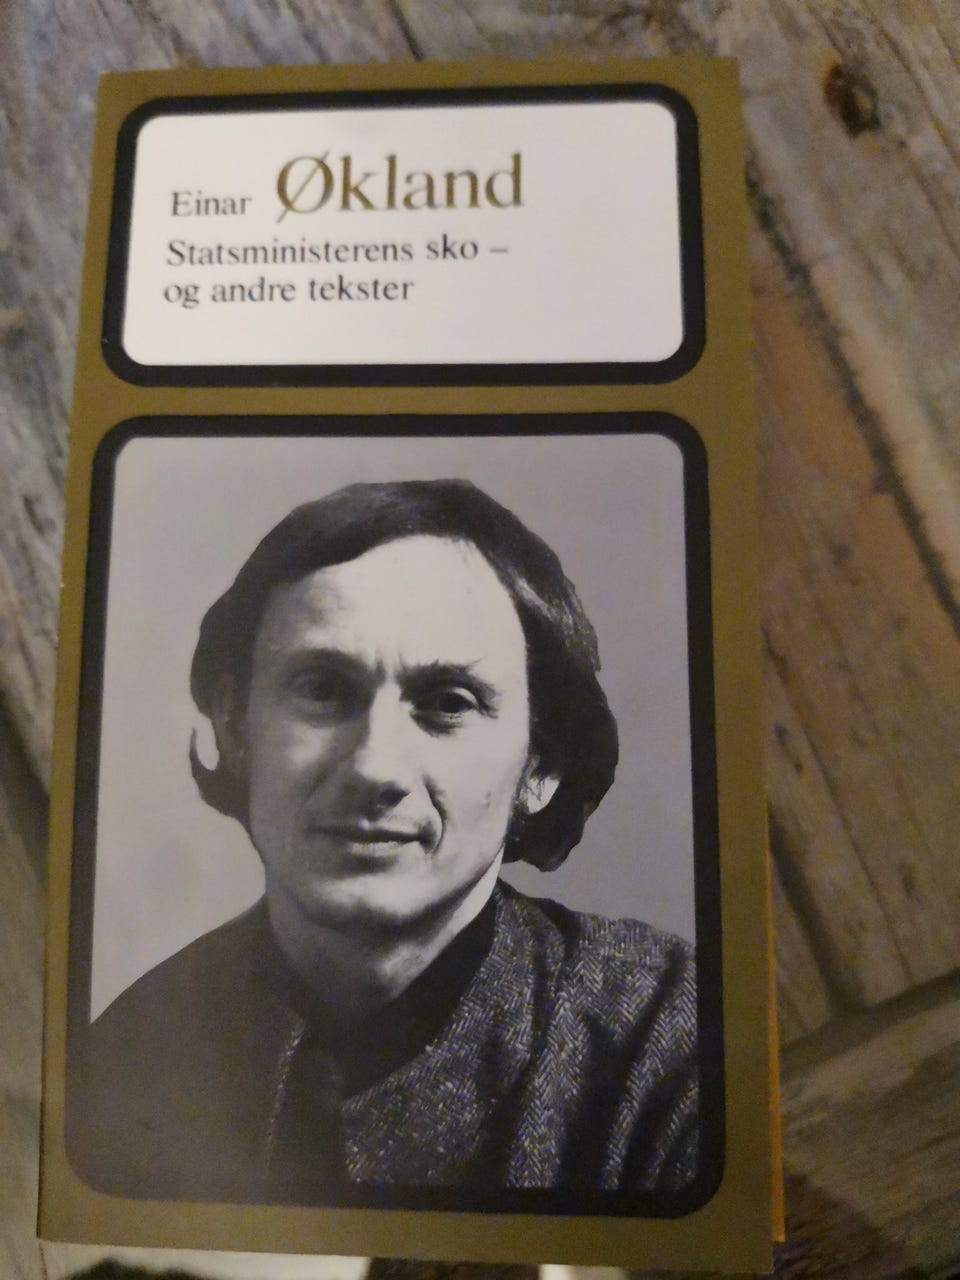 Einar Økland
Statsministerens sko –
og andre tekster